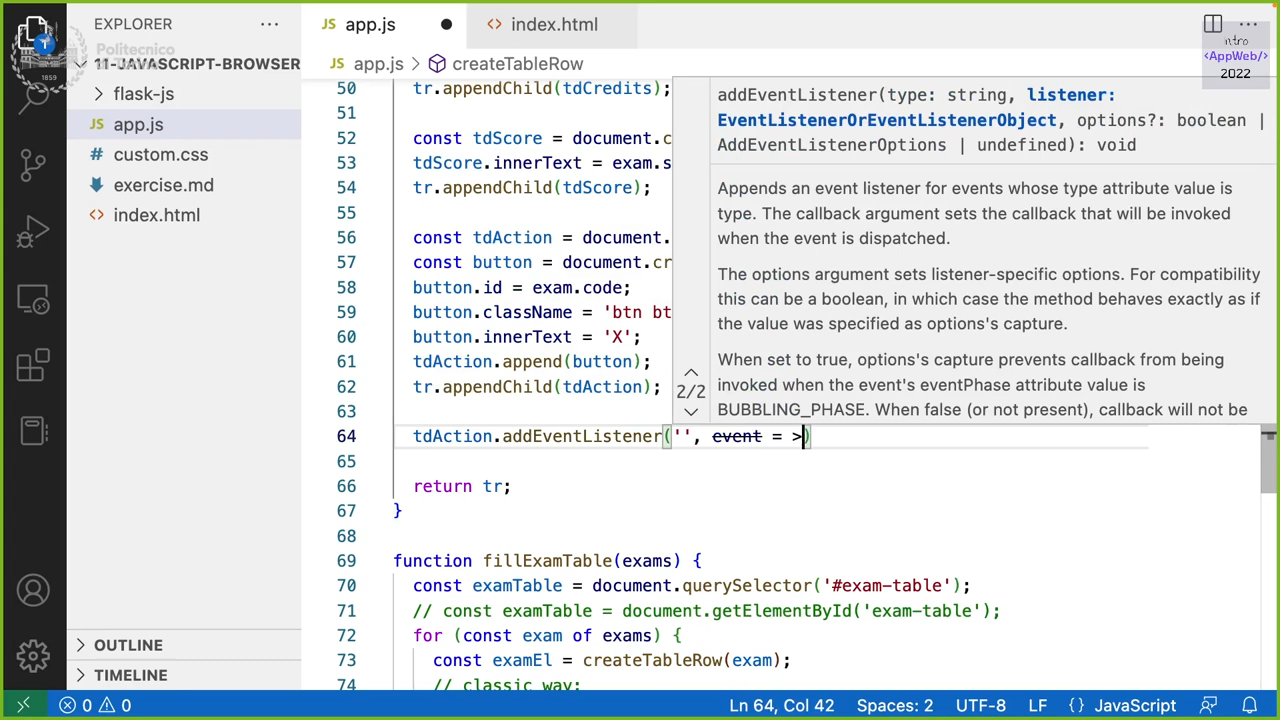 EXPLORER
11-JAVASCRIPT-BROWSER
flask-js
JS app.js
# custom.css
exercise.md
<> index.html
OUTLINE
TIMELINE
Politecnico
1859
JS app.js
<> index.html
JS app.js > createTableRow
ntro
<AppWeb/>
2022
50 tr.appendChild(tdCredits);
51
52 const tdScore = document.c
53 tdScore.innerText = exam.s
54 tr.appendChild(tdScore);
55
56 const tdAction = document.
57 const button = document.cr
58 button.id = exam.code;
59 button.className = 'btn bt
60 button.innerText = 'X';
61 tdAction.append(button);
62 tr.appendChild(tdAction);
63
64 tdAction.addEventListener('', event = >)
65
66 return tr;
67 }
68
69 function fillExamTable(exams) {
70 const examTable = document.querySelector('#exam-table');
71 // const examTable = document.getElementById('exam-table');
72 for (const exam of exams) {
73 const examEl = createTableRow(exam);
74 // classic way:
2/2
addEventListener(type: string, listener:
EventListenerOrEventListenerObject, options?: boolean |
AddEventListenerOptions | undefined): void
Appends an event listener for events whose type attribute value is
type. The callback argument sets the callback that will be invoked
when the event is dispatched.
The options argument sets listener-specific options. For compatibility
this can be a boolean, in which case the method behaves exactly as if
the value was specified as options's capture.
When set to true, options's capture prevents callback from being
invoked when the event's eventPhase attribute value is
BUBBLING_PHASE. When false (or not present), callback will not be
0 0
Ln 64, Col 42
Spaces: 2
UTF-8
LF
{} JavaScript